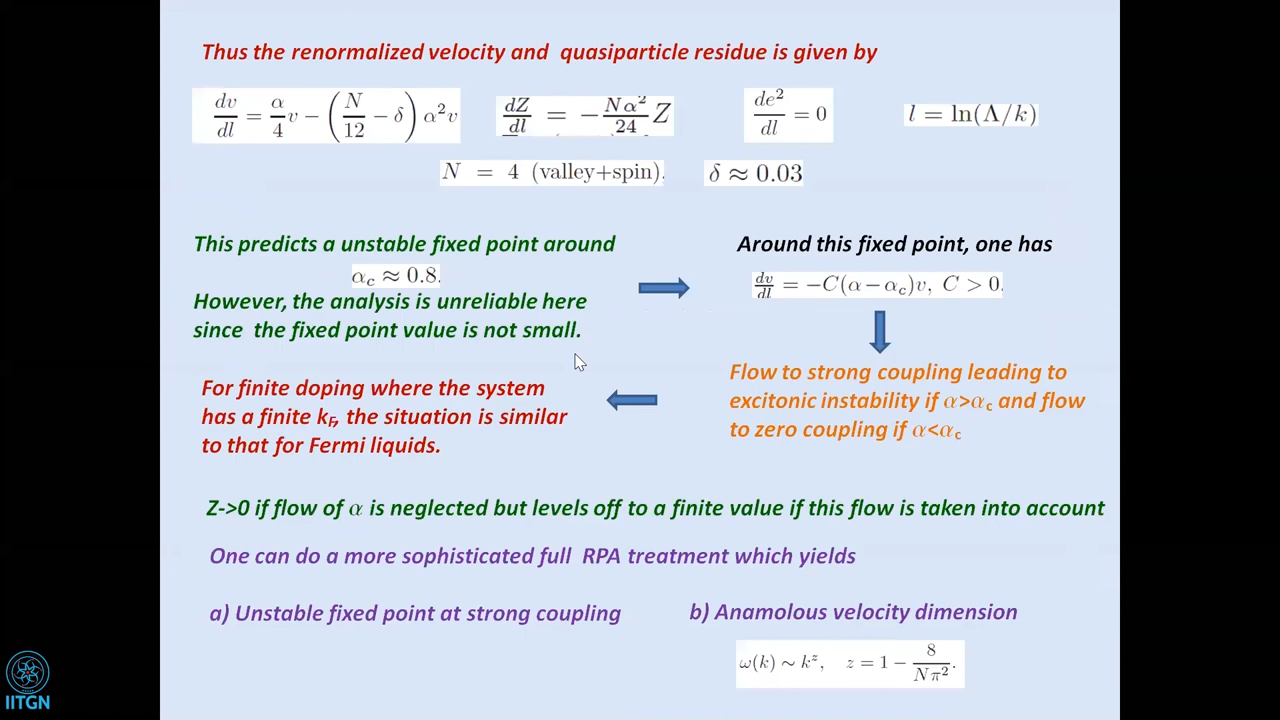 Thus the renormalized velocity and quasiparticle residue is given by
dv/dl = α/4 v − (N/12 − δ) α²v
dZ/dl = − Nα²/24 Z
de²/dl = 0
l = ln(Λ/k)
N = 4 (valley+spin).
δ ≈ 0.03
This predicts a unstable fixed point around
α_c ≈ 0.8.
However, the analysis is unreliable here
since the fixed point value is not small.
Around this fixed point, one has
dv/dl = −C(α−α_c)v, C > 0.
Flow to strong coupling leading to
excitonic instability if α>α_c and flow
to zero coupling if α<α_c
For finite doping where the system
has a finite k_F, the situation is similar
to that for Fermi liquids.
Z->0 if flow of α is neglected but levels off to a finite value if this flow is taken into account
One can do a more sophisticated full RPA treatment which yields
a) Unstable fixed point at strong coupling
b) Anamolous velocity dimension
ω(k) ∼ k^z, z = 1 − 8/Nπ².
IITGN